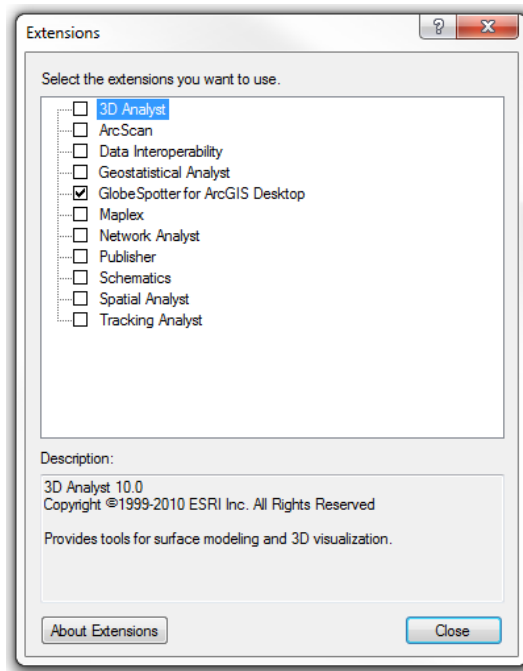 Extensions
Select the extensions you want to use.
3D Analyst
ArcScan
Data Interoperability
Geostatistical Analyst
GlobeSpotter for ArcGIS Desktop
Maplex
Network Analyst
Publisher
Schematics
Spatial Analyst
Tracking Analyst
Description:
3D Analyst 10.0
Copyright ©1999-2010 ESRI Inc. All Rights Reserved
Provides tools for surface modeling and 3D visualization.
About Extensions
Close